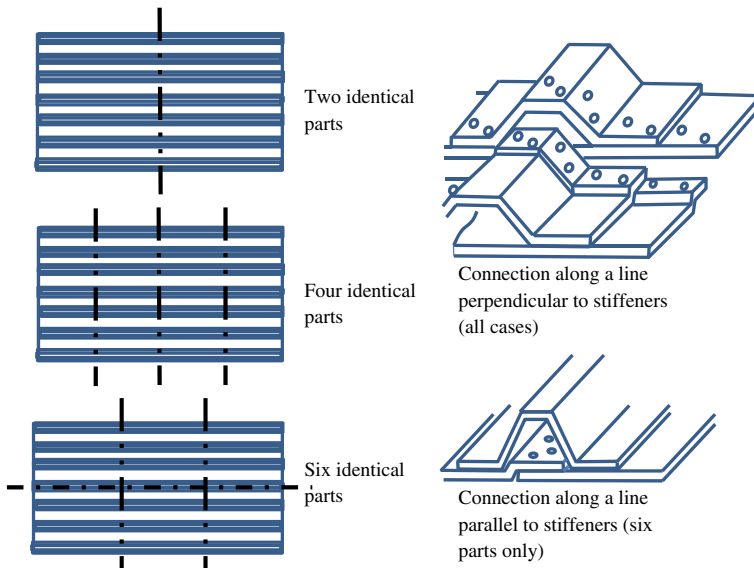 Two identical
parts
Four identical
parts
Six identical
parts
Connection along a line
perpendicular to stiffeners
(all cases)
Connection along a line
parallel to stiffeners (six
parts only)